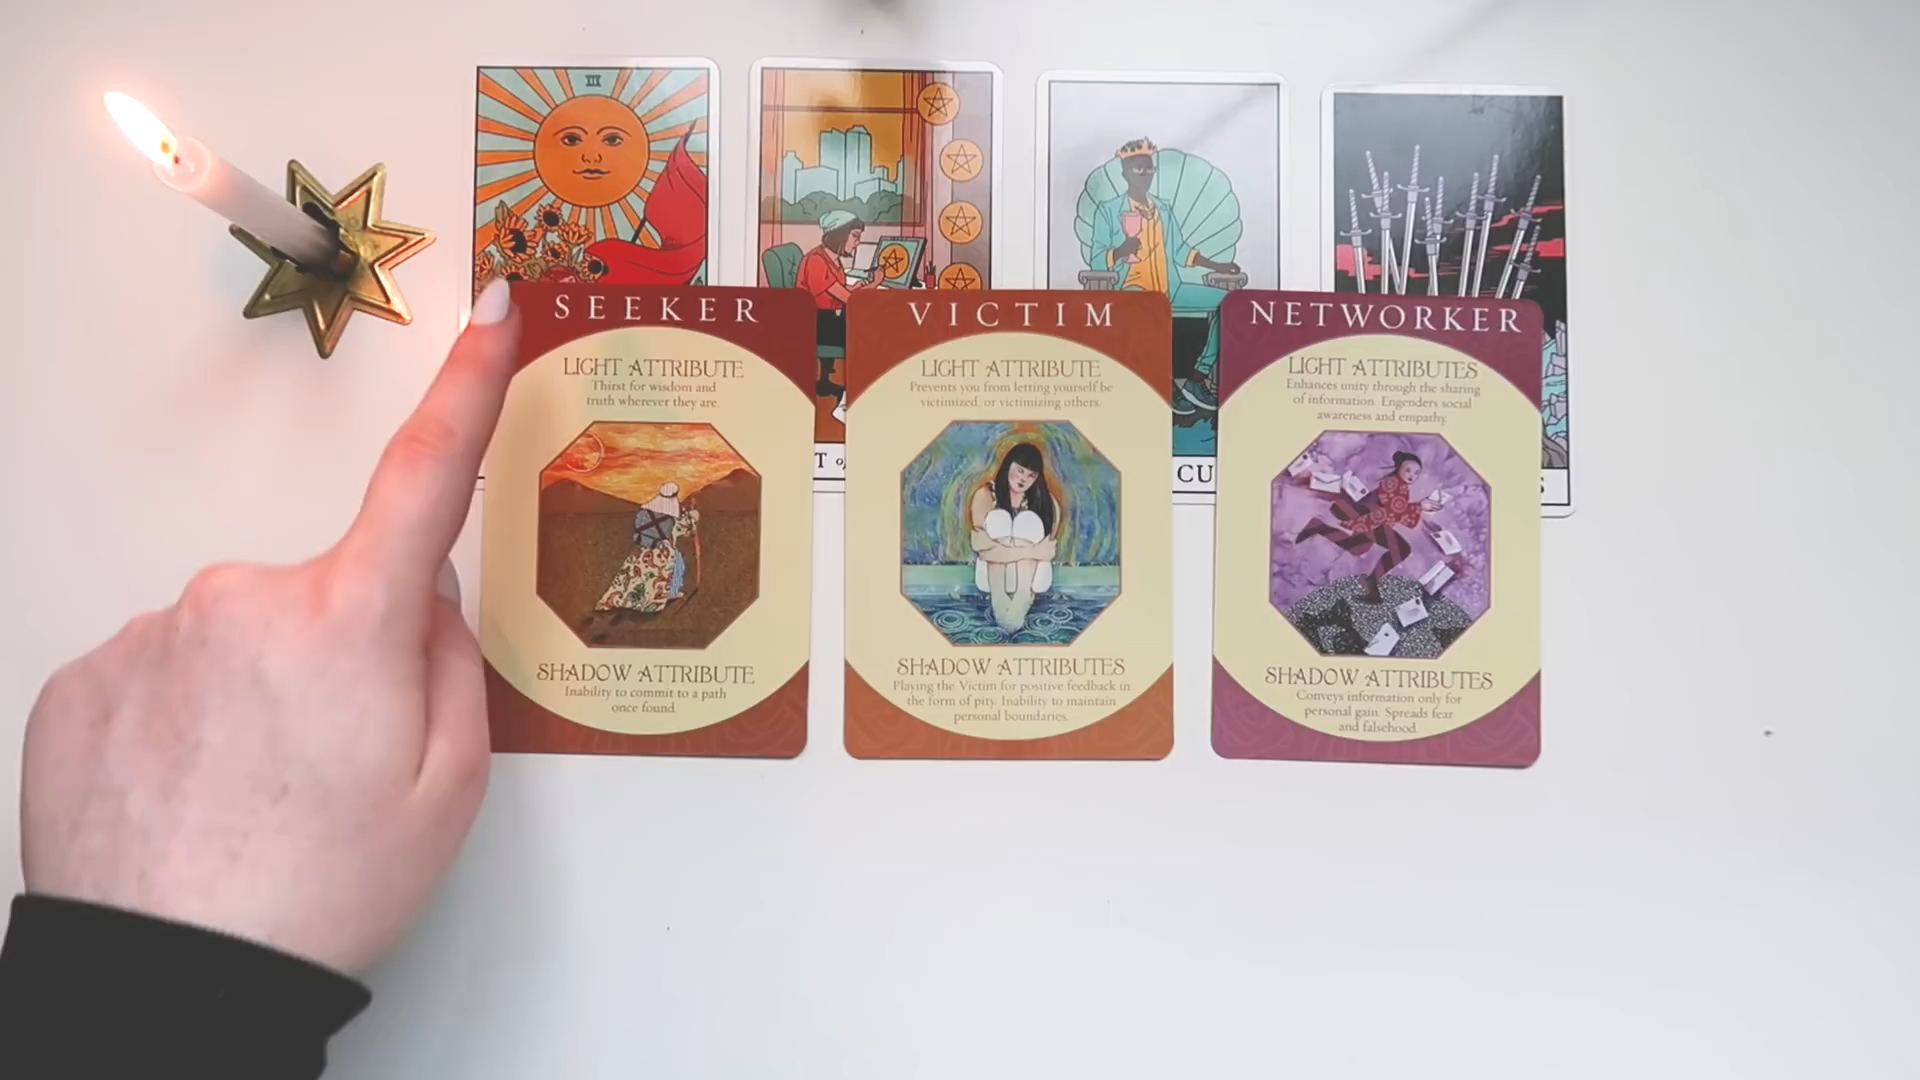 XIX
SEEKER
LIGHT ATTRIBUTE
Thirst for wisdom and
truth wherever they are.
SHADOW ATTRIBUTE
Inability to commit to a path
once found.
VICTIM
LIGHT ATTRIBUTE
Prevents you from letting yourself be
victimized, or victimizing others.
SHADOW ATTRIBUTES
Playing the Victim for positive feedback in
the form of pity. Inability to maintain
personal boundaries.
NETWORKER
LIGHT ATTRIBUTES
Enhances unity through the sharing
of information. Engenders social
awareness and empathy.
SHADOW ATTRIBUTES
Conveys information only for
personal gain. Spreads fear
and falsehood.
T of
CU
S